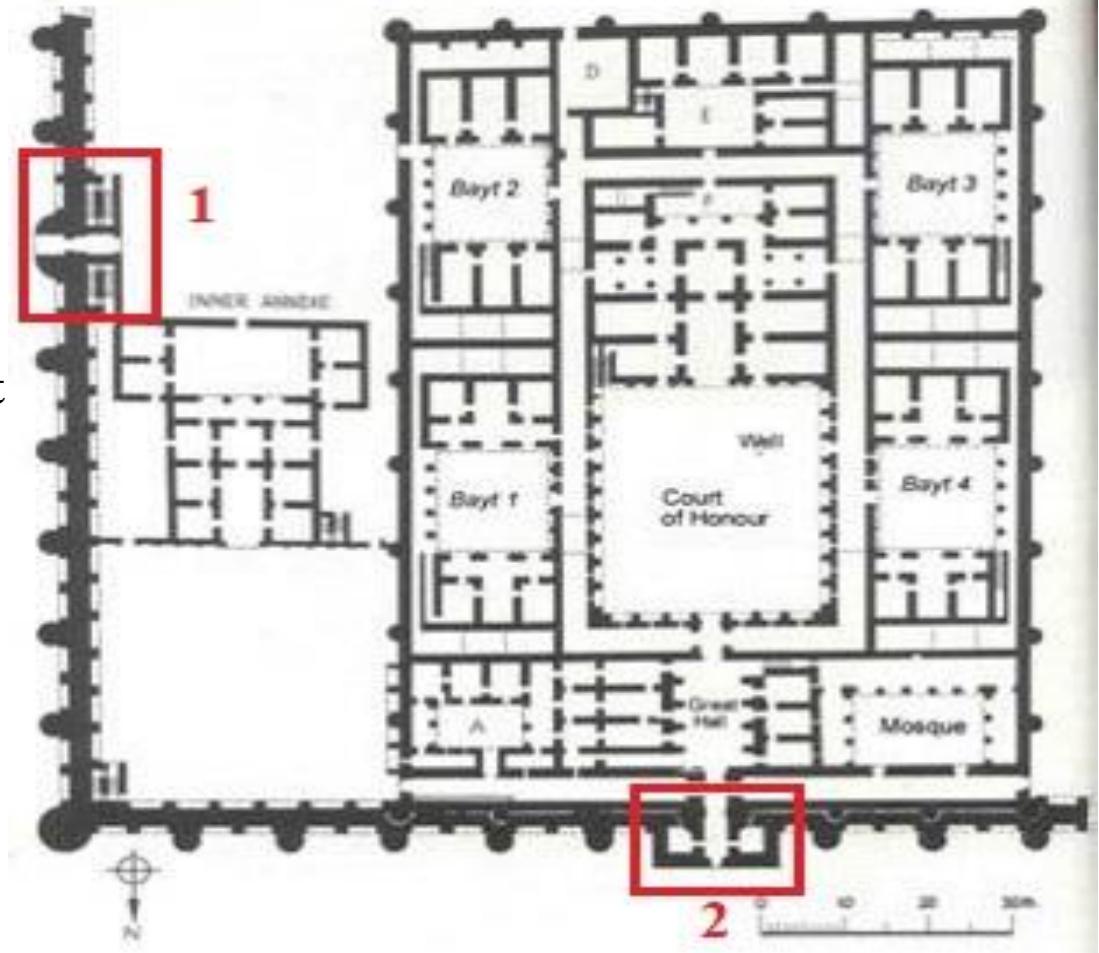 D
E
Bayt 2
Bayt 3
1
INNER ANNEXE
t
Well
Bayt 1
Court
of Honour
Bayt 4
A
Great
Hall
Mosque
2
N
0 10 20 30m.